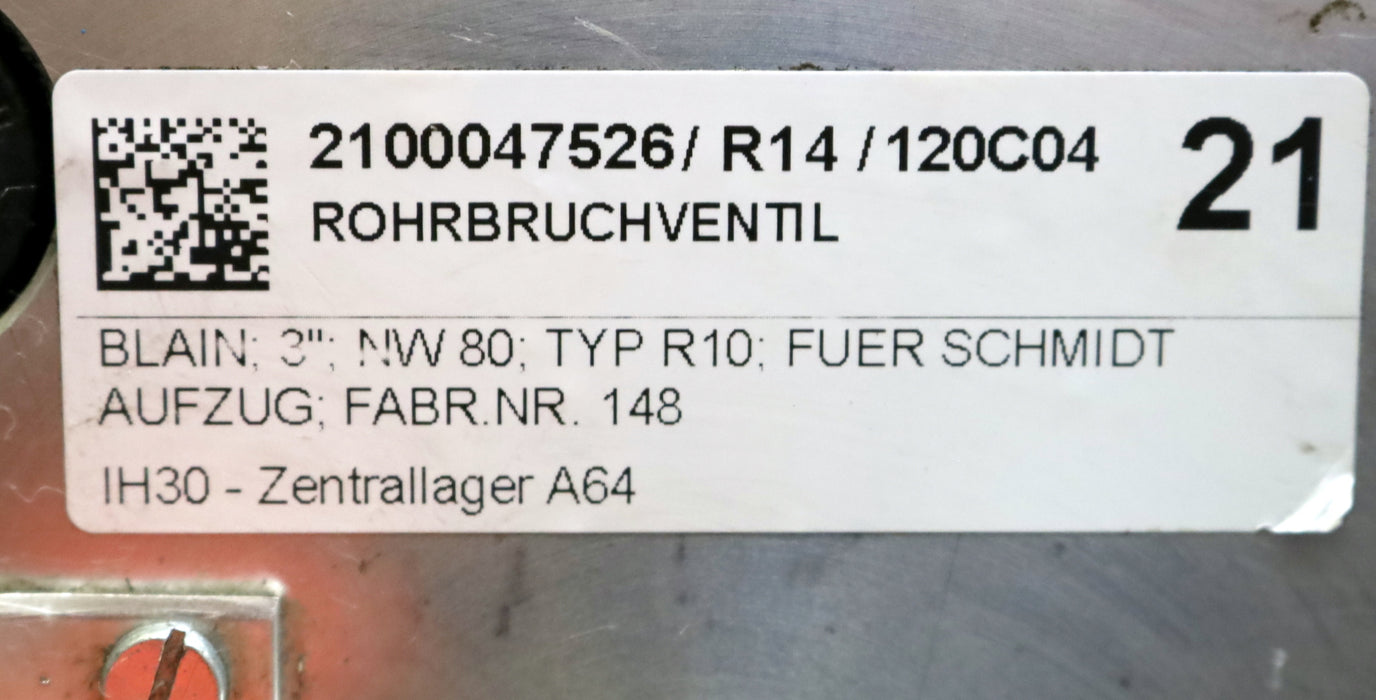 2100047526/ R14 /120C04
21
ROHRBRUCHVENTIL
BLAIN; 3"; NW 80; TYP R10; FUER SCHMIDT
AUFZUG; FABR.NR. 148
IH30 - Zentrallager A64